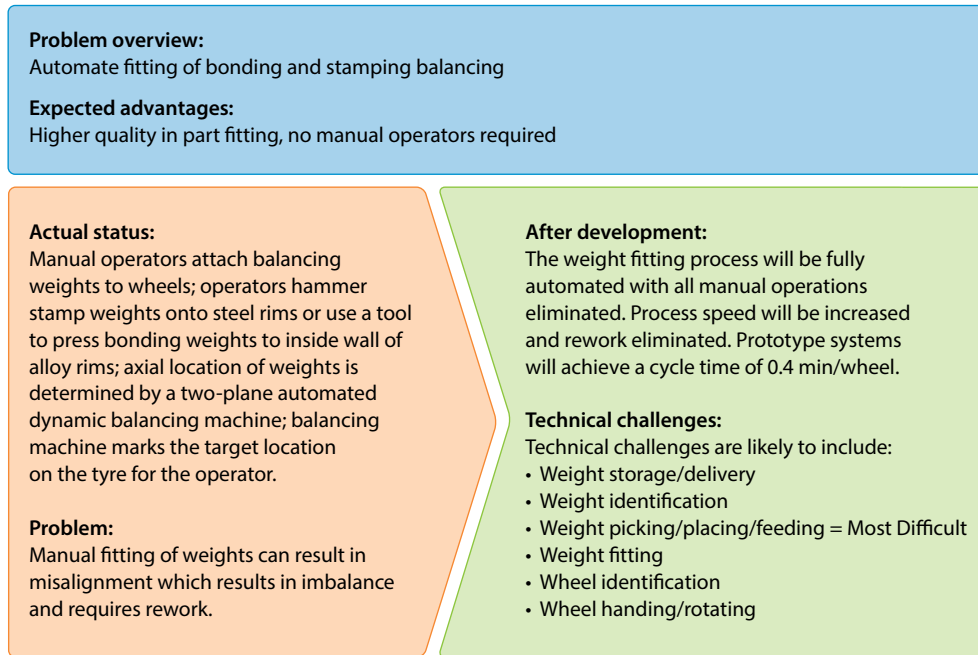 Problem overview:
Automate fitting of bonding and stamping balancing
Expected advantages:
Higher quality in part fitting, no manual operators required
Actual status:
Manual operators attach balancing
weights to wheels; operators hammer
stamp weights onto steel rims or use a tool
to press bonding weights to inside wall of
alloy rims; axial location of weights is
determined by a two-plane automated
dynamic balancing machine; balancing
machine marks the target location
on the tyre for the operator.
Problem:
Manual fitting of weights can result in
misalignment which results in imbalance
and requires rework.
After development:
The weight fitting process will be fully
automated with all manual operations
eliminated. Process speed will be increased
and rework eliminated. Prototype systems
will achieve a cycle time of 0.4 min/wheel.
Technical challenges:
Technical challenges are likely to include:
• Weight storage/delivery
• Weight identification
• Weight picking/placing/feeding = Most Difficult
• Weight fitting
• Wheel identification
• Wheel handing/rotating